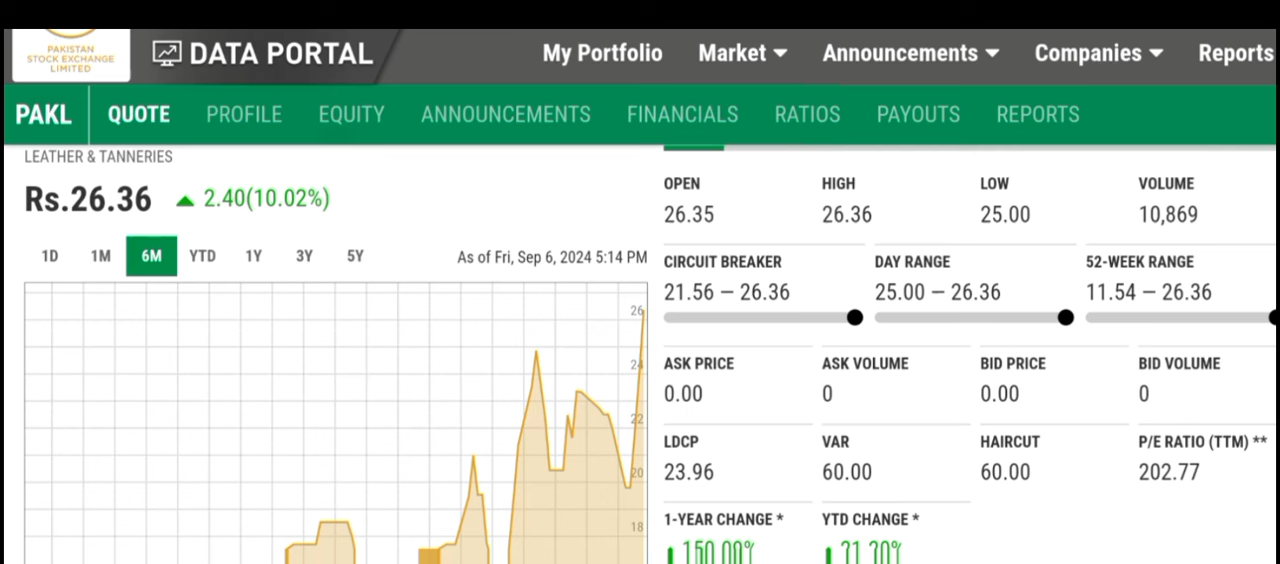 PAKISTAN
STOCK EXCHANGE
LIMITED
DATA PORTAL
My Portfolio Market Announcements Companies Reports
PAKL QUOTE PROFILE EQUITY ANNOUNCEMENTS FINANCIALS RATIOS PAYOUTS REPORTS
LEATHER & TANNERIES
Rs.26.36 2.40(10.02%)
1D 1M 6M YTD 1Y 3Y 5Y
As of Fri, Sep 6, 2024 5:14 PM
26
24
22
20
18
OPEN HIGH LOW VOLUME
26.35 26.36 25.00 10,869
CIRCUIT BREAKER DAY RANGE 52-WEEK RANGE
21.56 — 26.36 25.00 — 26.36 11.54 — 26.36
ASK PRICE ASK VOLUME BID PRICE BID VOLUME
0.00 0 0.00 0
LDCP VAR HAIRCUT P/E RATIO (TTM) **
23.96 60.00 60.00 202.77
1-YEAR CHANGE * YTD CHANGE *